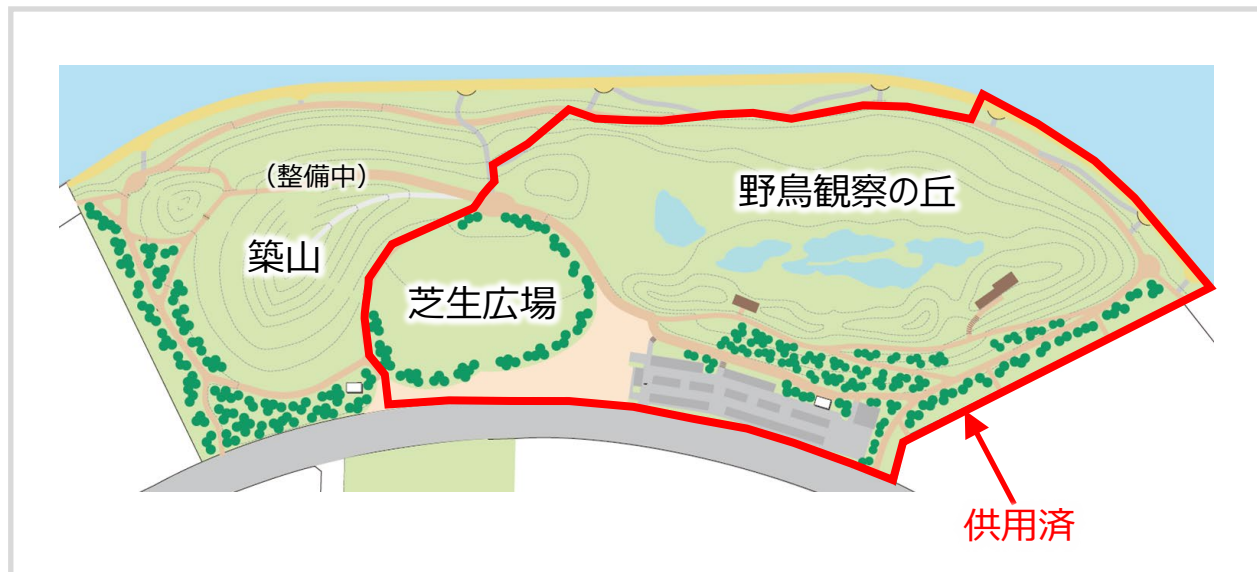 （整備中）
野鳥観察の丘
築山
芝生広場
供用済